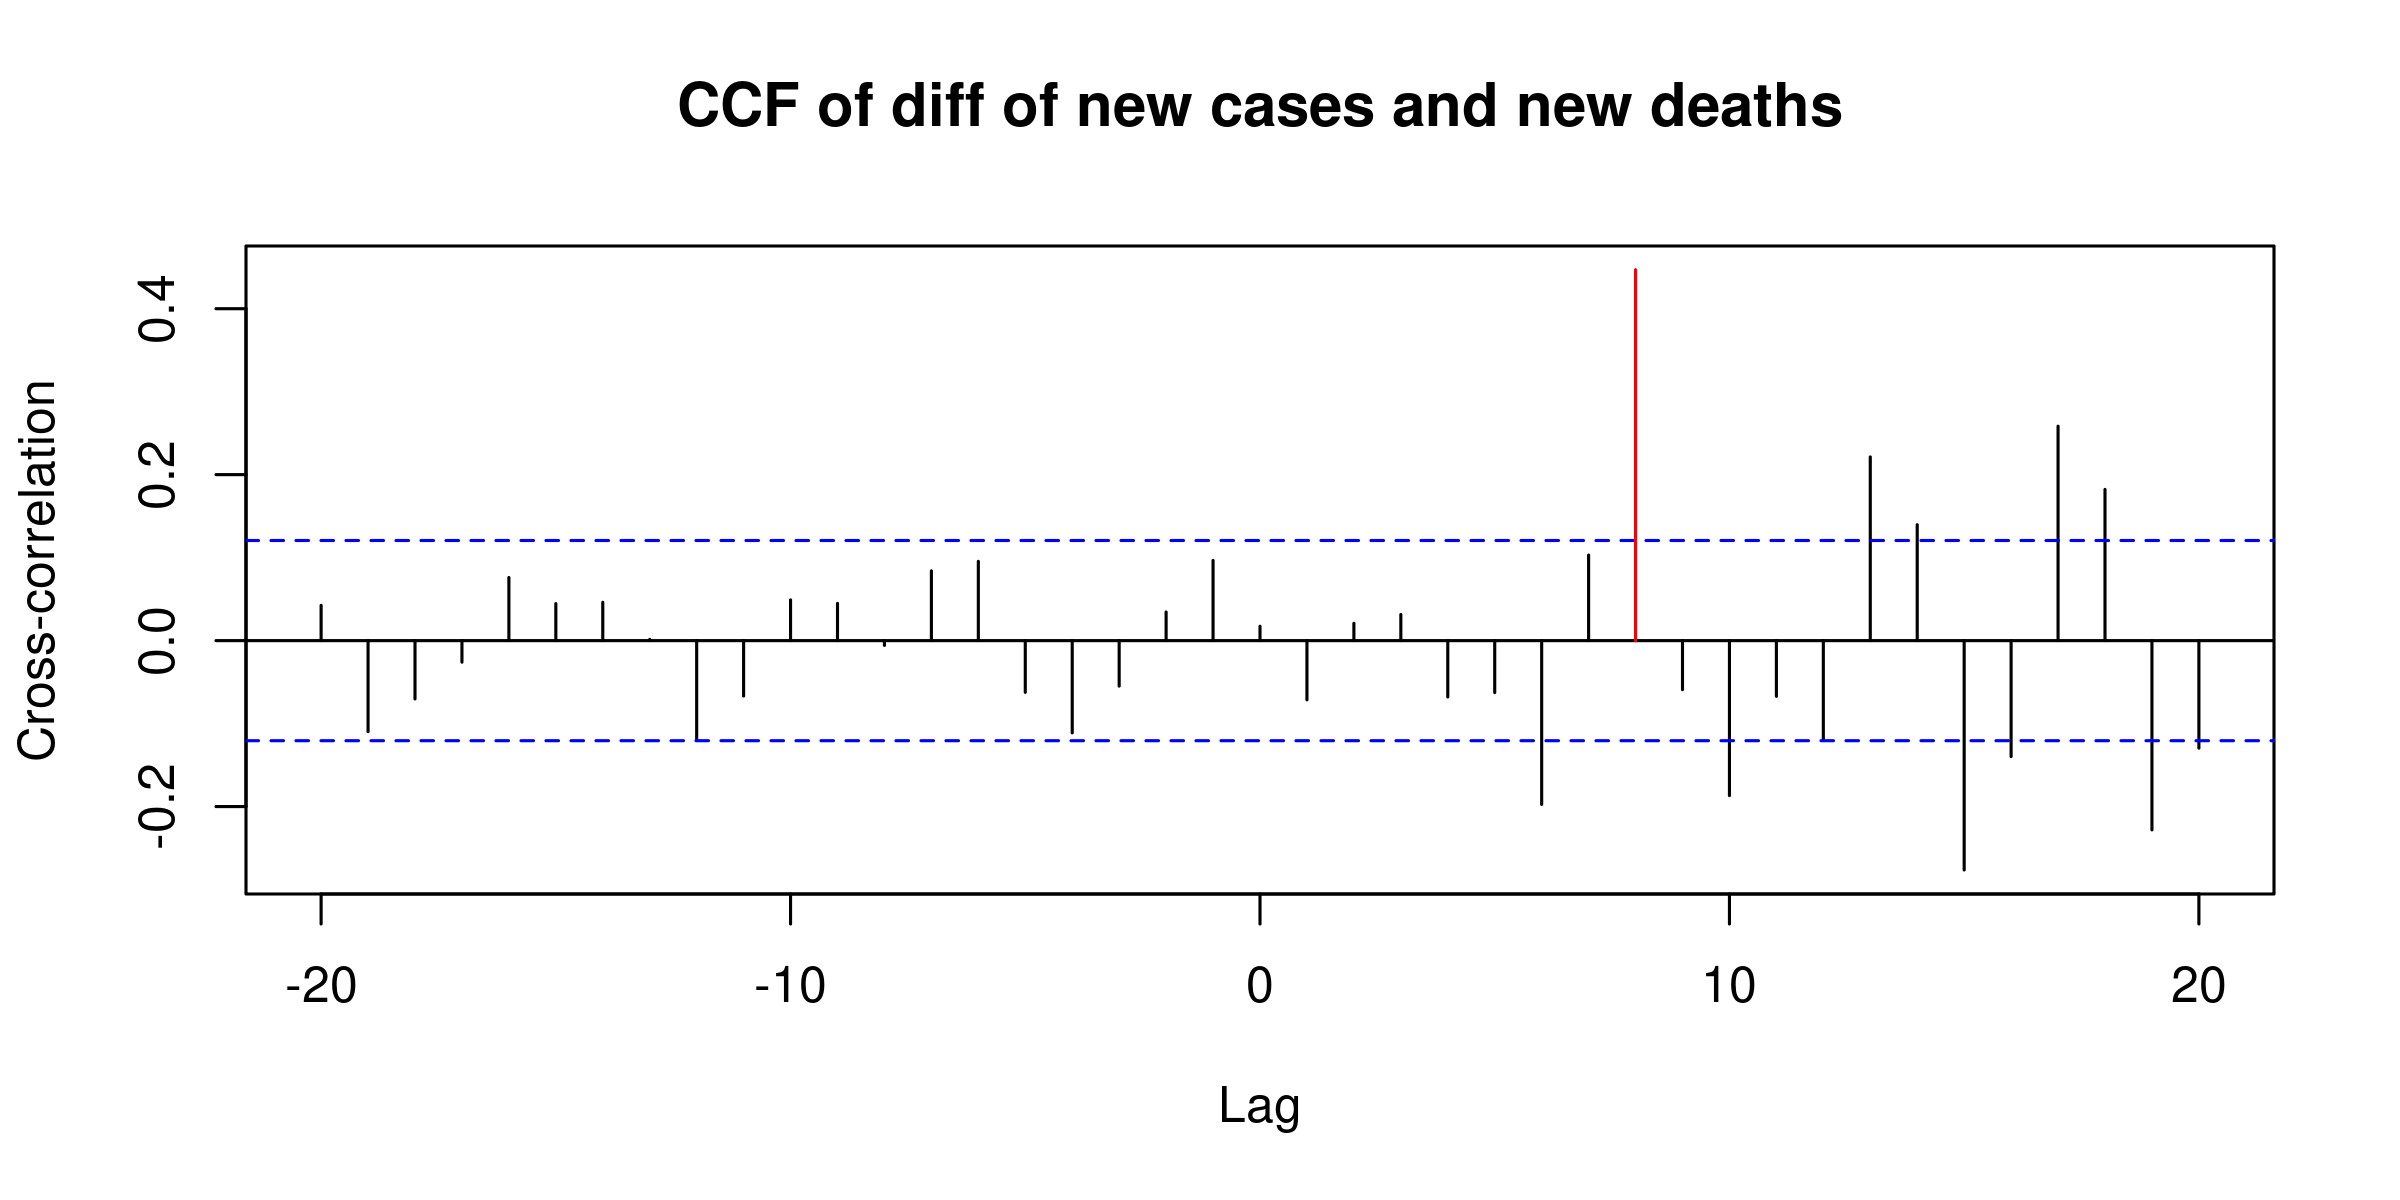 CCF of diff of new cases and new deaths
Cross-correlation
0.4
0.2
0.0
-0.2
-20 -10 0 10 20
Lag